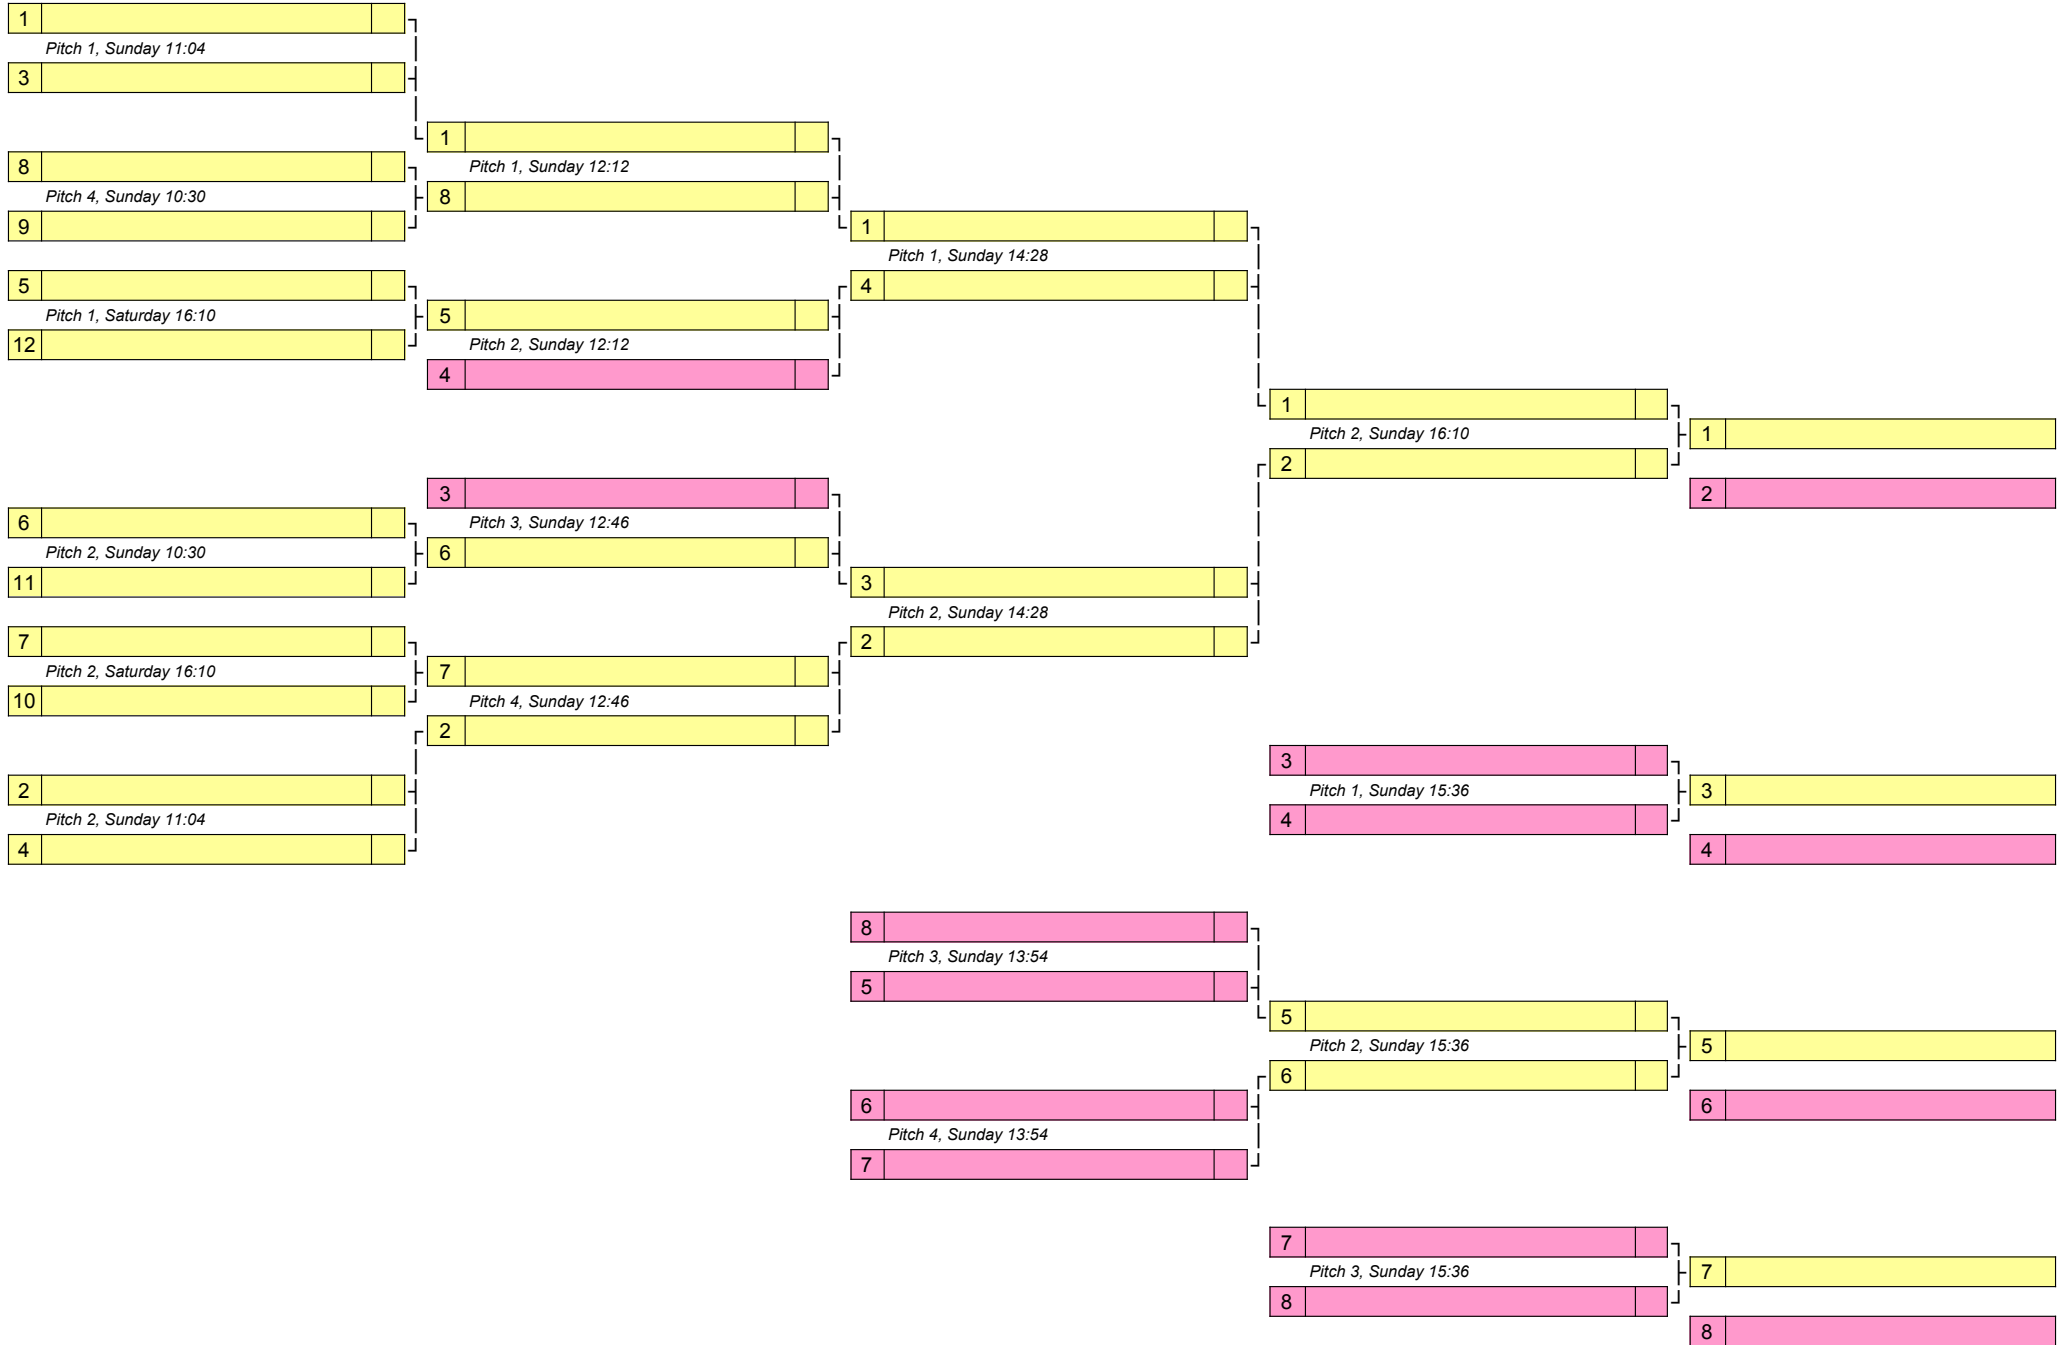 1
Pitch 1, Sunday 11:04
3
8
Pitch 4, Sunday 10:30
9
5
Pitch 1, Saturday 16:10
12
6
Pitch 2, Sunday 10:30
11
7
Pitch 2, Saturday 16:10
10
2
Pitch 2, Sunday 11:04
4
1
Pitch 1, Sunday 12:12
8
5
Pitch 2, Sunday 12:12
4
3
Pitch 3, Sunday 12:46
6
7
Pitch 4, Sunday 12:46
2
1
Pitch 1, Sunday 14:28
4
3
Pitch 2, Sunday 14:28
2
8
Pitch 3, Sunday 13:54
5
6
Pitch 4, Sunday 13:54
7
1
Pitch 2, Sunday 16:10
2
3
Pitch 1, Sunday 15:36
4
5
Pitch 2, Sunday 15:36
6
7
Pitch 3, Sunday 15:36
8
1
2
3
4
5
6
7
8